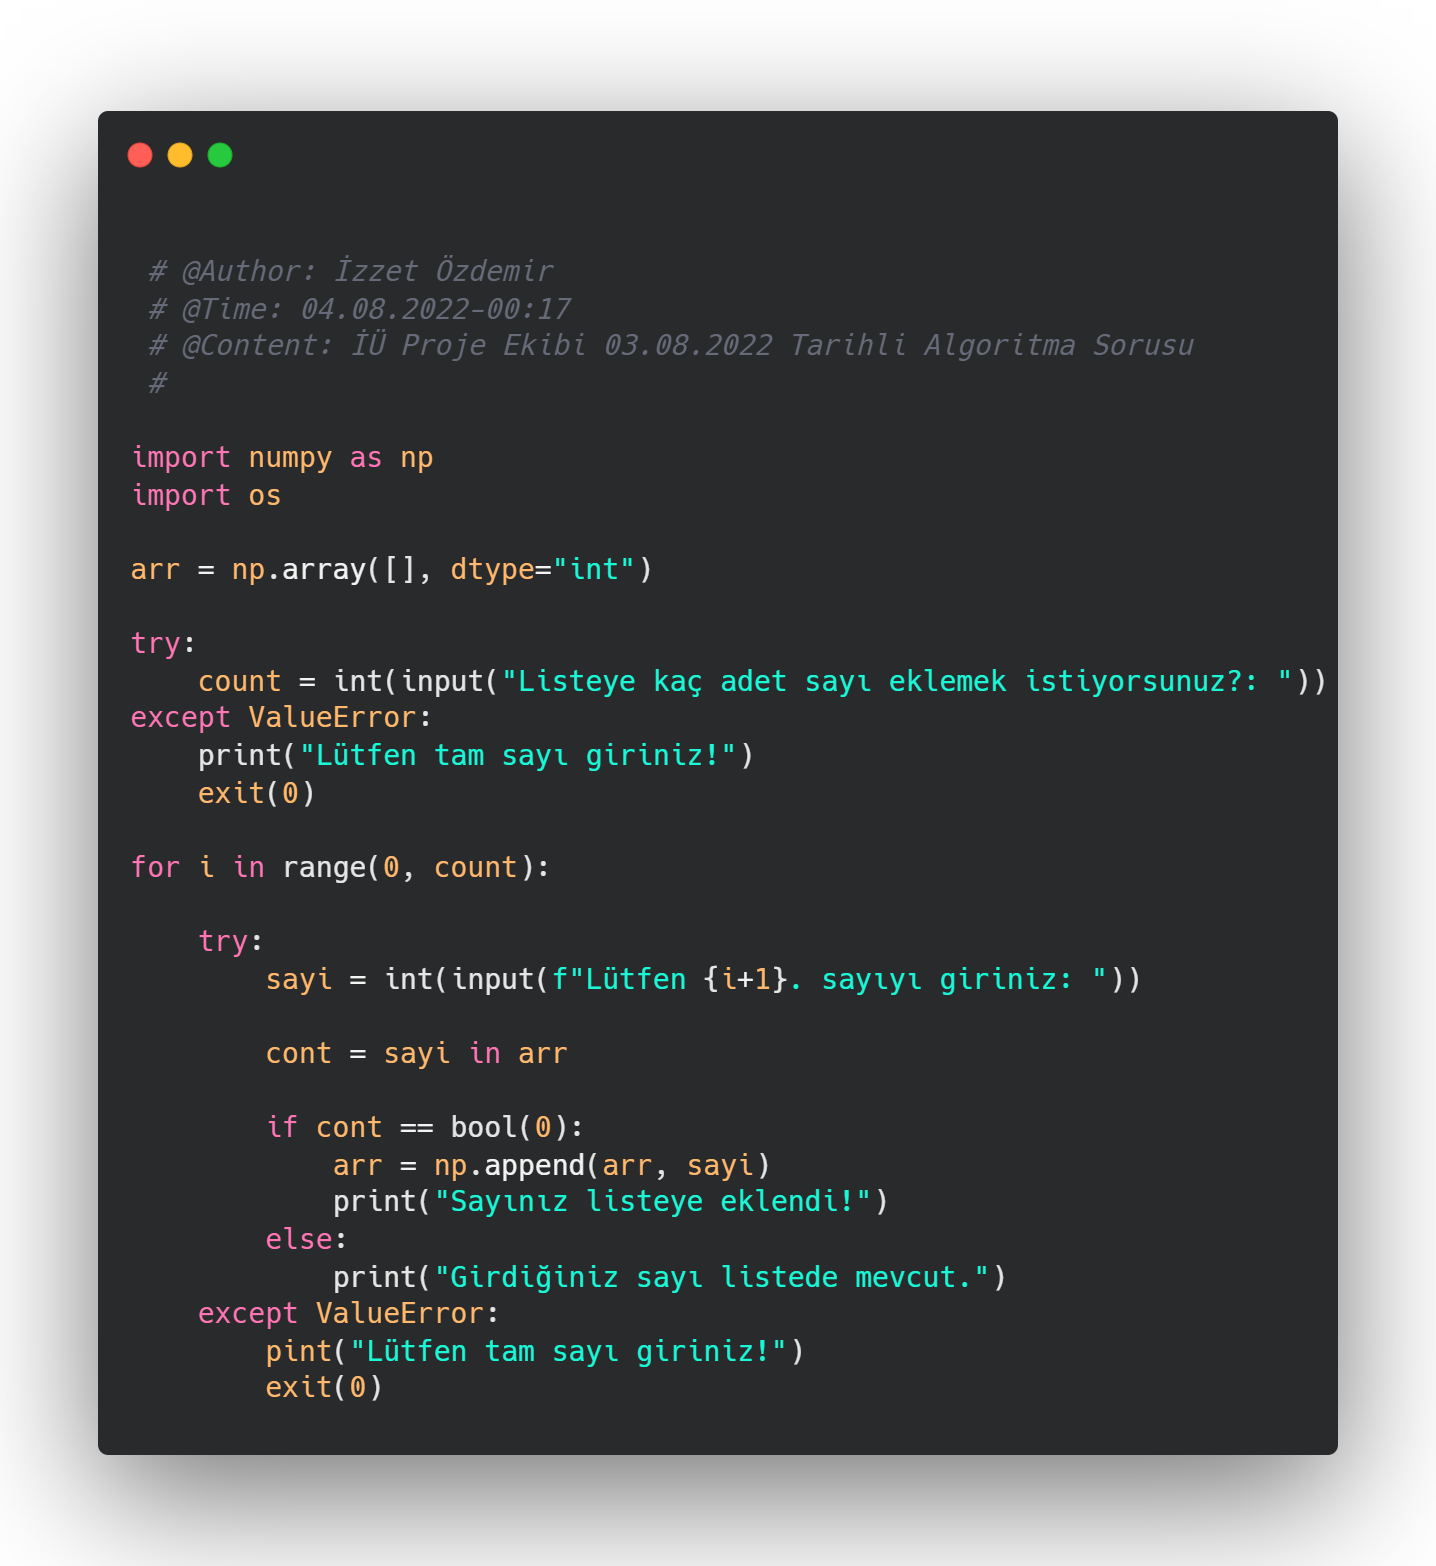 # @Author: İzzet Özdemir
# @Time: 04.08.2022-00:17
# @Content: İÜ Proje Ekibi 03.08.2022 Tarihli Algoritma Sorusu
#
import numpy as np
import os
arr = np.array([], dtype="int")
try:
    count = int(input("Listeye kaç adet sayı eklemek istiyorsunuz?: "))
except ValueError:
    print("Lütfen tam sayı giriniz!")
    exit(0)
for i in range(0, count):
    try:
        sayi = int(input(f"Lütfen {i+1}. sayıyı giriniz: "))
        cont = sayi in arr
        if cont == bool(0):
            arr = np.append(arr, sayi)
            print("Sayınız listeye eklendi!")
        else:
            print("Girdiğiniz sayı listede mevcut.")
    except ValueError:
        pint("Lütfen tam sayı giriniz!")
        exit(0)